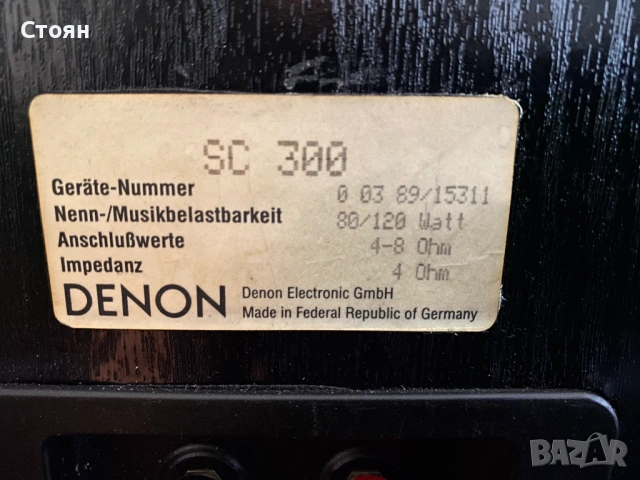 Стоян
SC 300
Geräte-Nummer 0 03 89/15311
Nenn-/Musikbelastbarkeit 80/120 Watt
Anschlußwerte 4-8 Ohm
Impedanz 4 Ohm
DENON Denon Electronic GmbH
Made in Federal Republic of Germany
BAZAR